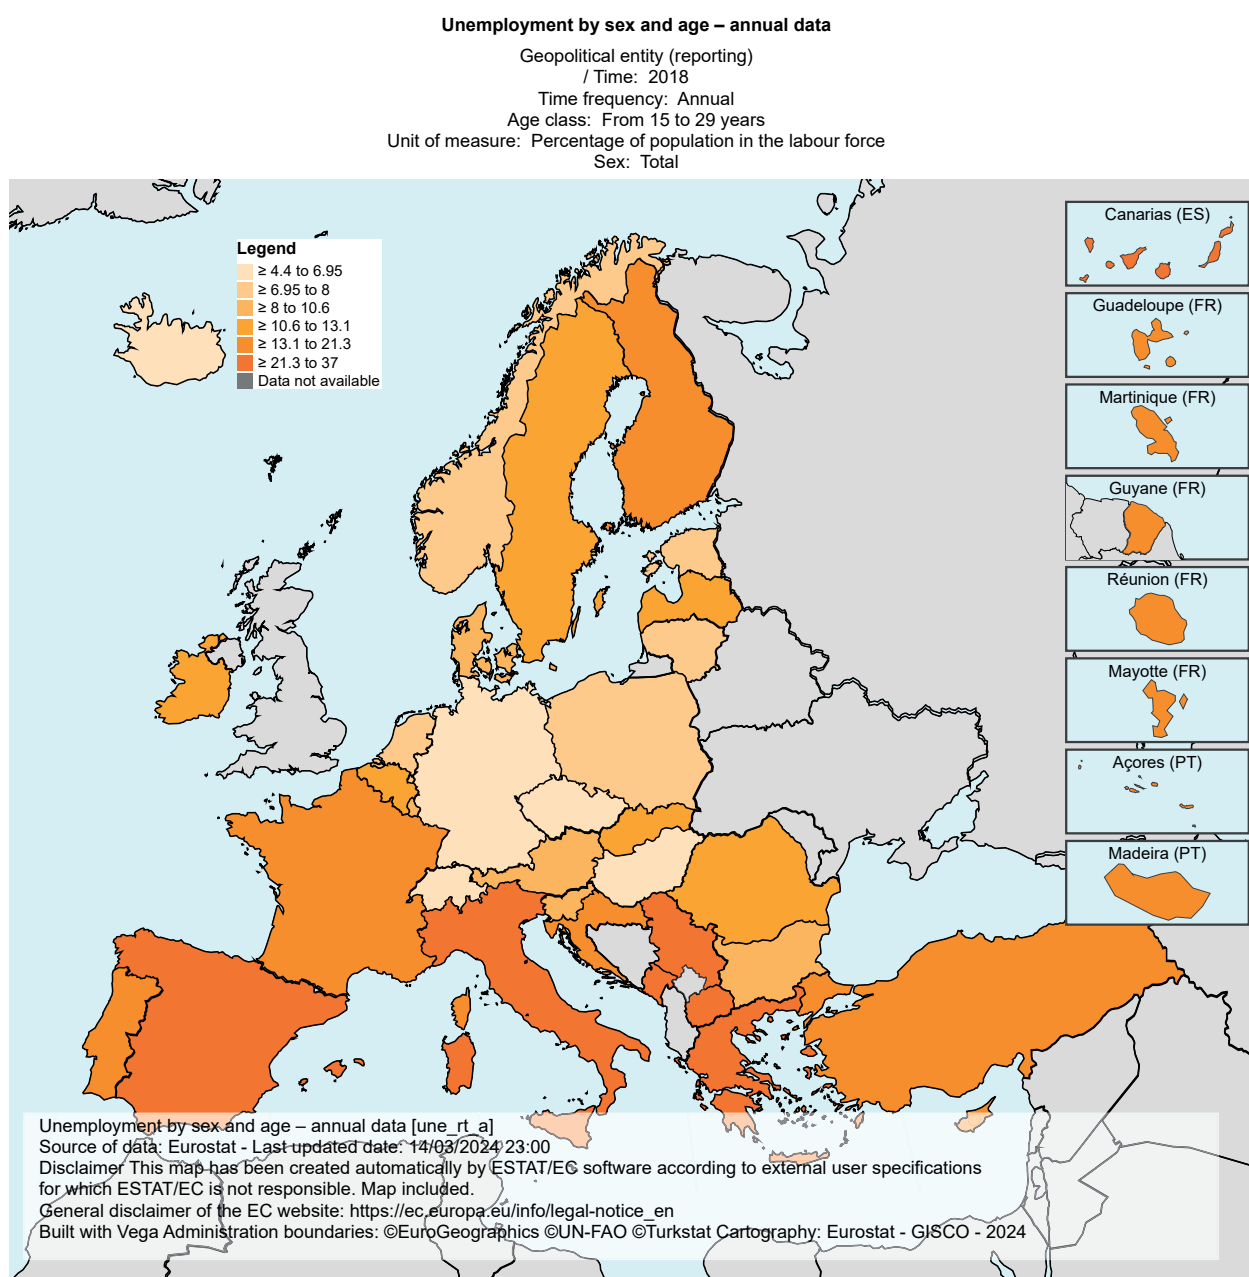 Unemployment by sex and age – annual data
Geopolitical entity (reporting)
/ Time: 2018
Time frequency: Annual
Age class: From 15 to 29 years
Unit of measure: Percentage of population in the labour force
Sex: Total
Legend
≥ 4.4 to 6.95
≥ 6.95 to 8
≥ 8 to 10.6
≥ 10.6 to 13.1
≥ 13.1 to 21.3
≥ 21.3 to 37
Data not available
Canarias (ES)
Guadeloupe (FR)
Martinique (FR)
Guyane (FR)
Réunion (FR)
Mayotte (FR)
Açores (PT)
Madeira (PT)
Unemployment by sex and age – annual data [une_rt_a]
Source of data: Eurostat - Last updated date: 14/03/2024 23:00
Disclaimer This map has been created automatically by ESTAT/EC software according to external user specifications
for which ESTAT/EC is not responsible. Map included.
General disclaimer of the EC website: https://ec.europa.eu/info/legal-notice_en
Built with Vega Administration boundaries: ©EuroGeographics ©UN-FAO ©Turkstat Cartography: Eurostat - GISCO - 2024